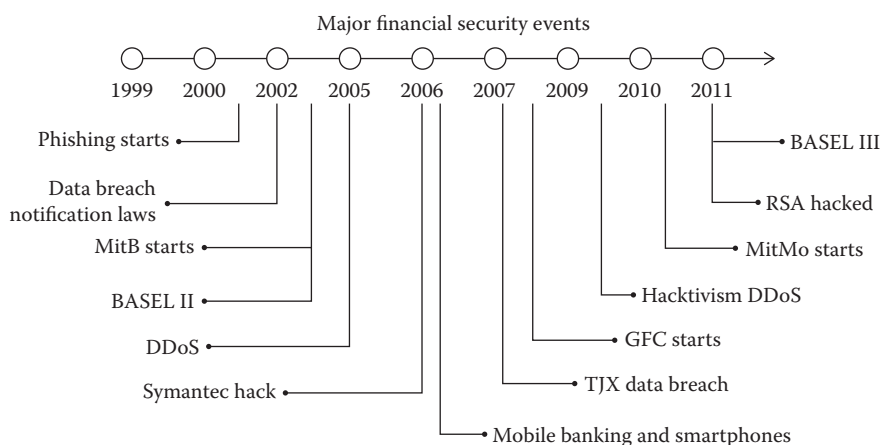 Major financial security events
1999 2000 2002 2005 2006 2007 2009 2010 2011
Phishing starts
BASEL III
Data breach
notification laws
RSA hacked
MitB starts
MitMo starts
BASEL II
Hacktivism DDoS
DDoS
GFC starts
Symantec hack
TJX data breach
Mobile banking and smartphones